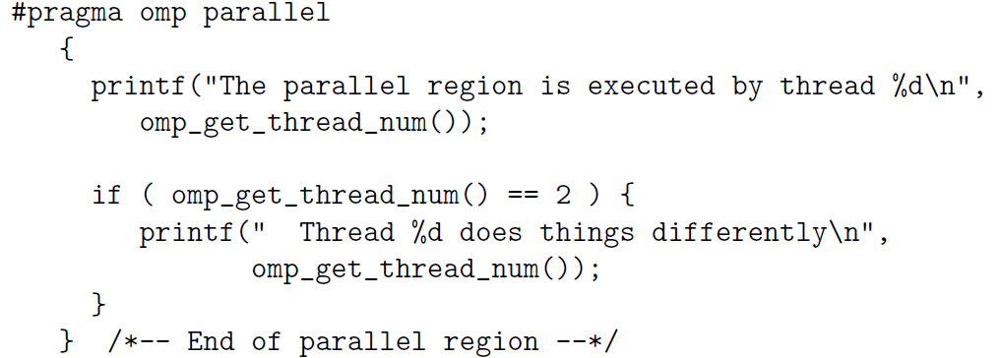 #pragma omp parallel
{
printf("The parallel region is executed by thread %d\n",
omp_get_thread_num());
if ( omp_get_thread_num() == 2 ) {
printf("  Thread %d does things differently\n",
omp_get_thread_num());
}
} /*-- End of parallel region --*/